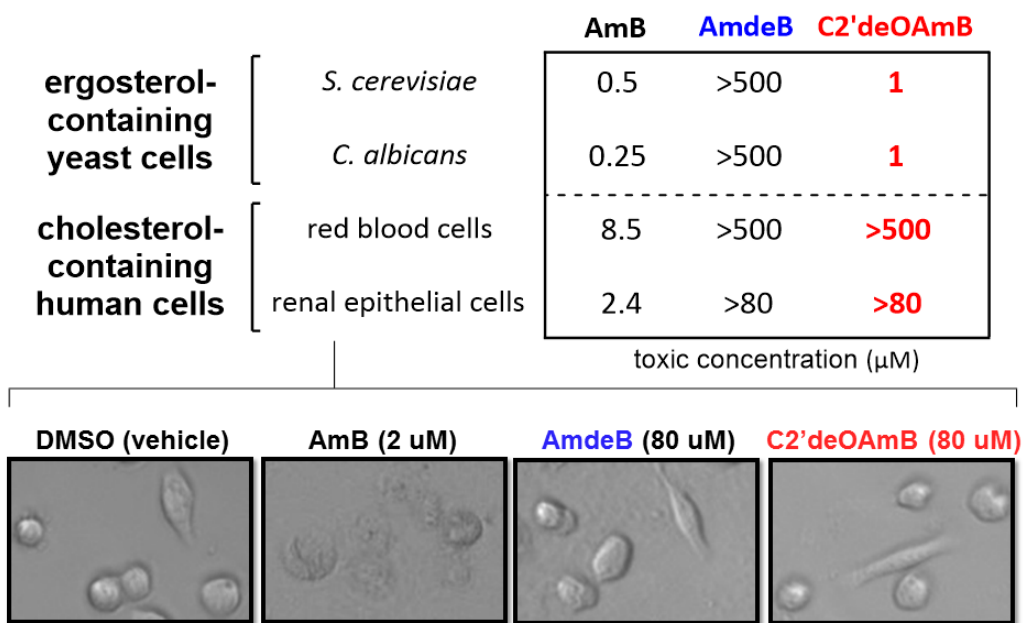 AmB AmdeB C2'deOAmB
ergosterol-
containing
yeast cells
S. cerevisiae 0.5 >500 1
C. albicans 0.25 >500 1
cholesterol-
containing
human cells
red blood cells 8.5 >500 >500
renal epithelial cells 2.4 >80 >80
toxic concentration (µM)
DMSO (vehicle) AmB (2 uM) AmdeB (80 uM) C2’deOAmB (80 uM)